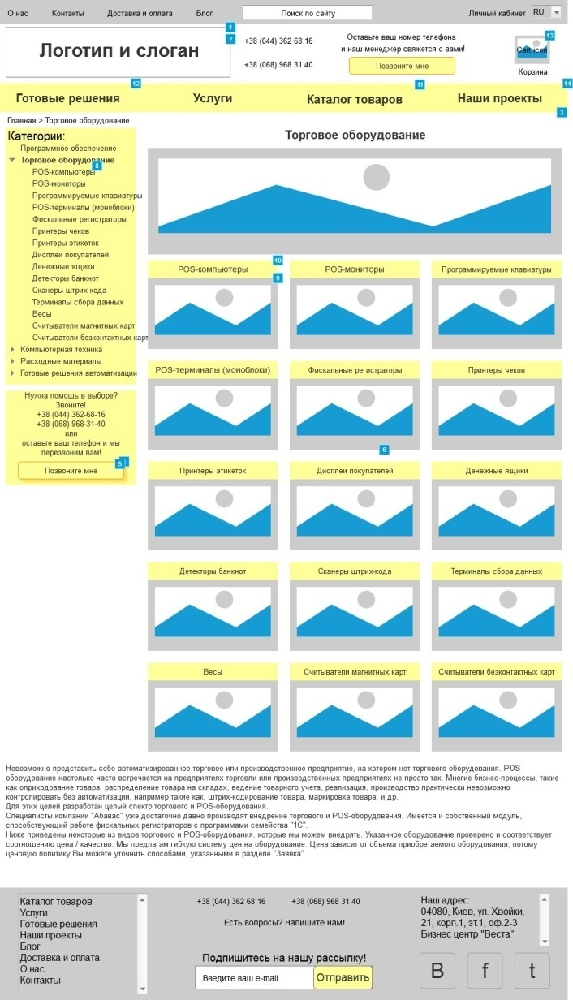 О нас Контакты Доставка и оплата Блог Поиск по сайту Личный кабинет RU
1
2
13
Логотип и слоган
+38 (044) 362 68 16
+38 (068) 968 31 40
Оставьте ваш номер телефона
и наш менеджер свяжется с вами!
Позвоните мне
Cart icon
Корзина
12 11 14
Готовые решения Услуги Каталог товаров Наши проекты
3
Главная > Торговое оборудование
Категории:
Программное обеспечение
Торговое оборудование
8
POS-компьютеры
POS-мониторы
Программируемые клавиатуры
POS-терминалы (моноблоки)
Фискальные регистраторы
Принтеры чеков
Принтеры этикеток
Дисплеи покупателей
Денежные ящики
Детекторы банкнот
Сканеры штрих-кода
Терминалы сбора данных
Весы
Считыватели магнитных карт
Считыватели безконтактных карт
Компьютерная техника
Расходные материалы
Готовые решения автоматизации
Нужна помошь в выборе?
Звоните!
+38 (044) 362-68-16
+38 (068) 968-31-40
или
оставьте ваш телефон и мы
перезвоним вам!
5
Позвоните мне
Торговое оборудование
10
9
POS-компьютеры POS-мониторы Программируемые клавиатуры
POS-терминалы (моноблоки) Фискальные регистраторы Принтеры чеков
6
Принтеры этикеток Дисплеи покупателей Денежные ящики
Детекторы банкнот Сканеры штрих-кода Терминалы сбора данных
Весы Считыватели магнитных карт Считыватели безконтактных карт
Невозможно представить себе автоматизированное торговое или производственное предприятие, на котором нет торгового оборудования. POS-
оборудование настолько часто встречается на предприятиях торговли или производственных предприятиях не просто так. Многие бизнес-процессы, такие
как оприходование товара, распределение товара на складах, ведение товарного учета, реализация, производство практически невозможно
контролировать без автоматизации, например такие как, штрих-кодирование товара, маркировка товара, и др.
Для этих целей разработан целый спектр торгового и POS-оборудования.
Специалисты компании "Абавас" уже достаточно давно производят внедрение торгового и POS-оборудования. Имеется и собственный модуль,
способствующий работе фискальных регистраторов с программами семейства "1С".
Ниже приведены некоторые из видов торгового и POS-оборудования, которые мы можем внедрять. Указанное оборудование проверено и соответствует
соотношению цена / качество. Мы предлагам гибкую систему цен на оборудование. Цена зависит от объема приобретаемого оборудования, потому
ценовую политику Вы можете уточнить способами, указанными в разделе "Заявка"
Каталог товаров
Услуги
Готовые решения
Наши проекты
Блог
Доставка и оплата
О нас
Контакты
+38 (044) 362 68 16 +38 (068) 968 31 40
Есть вопросы? Напишите нам!
Подпишитесь на нашу рассылку!
Введите ваш e-mail... Отправить
Наш адрес:
04080, Киев, ул. Хвойки,
21, корп.1, эт.1, оф.2-3
Бизнес центр "Веста"
В f t